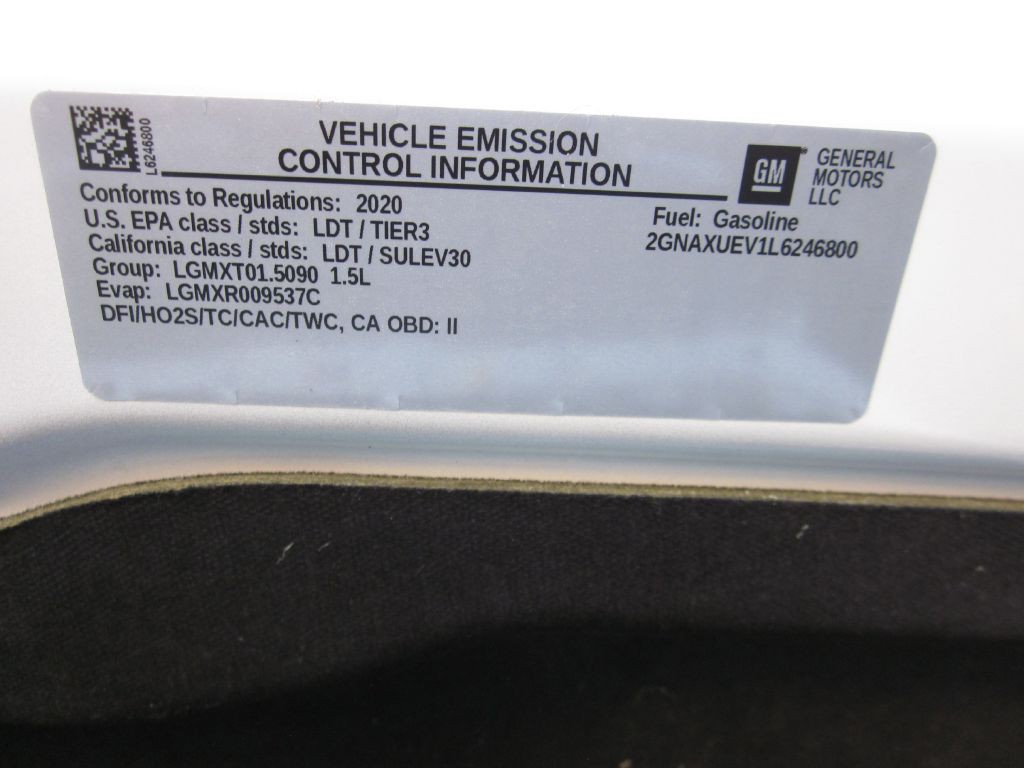 L6246800
VEHICLE EMISSION
CONTROL INFORMATION
GM
GENERAL
MOTORS
LLC
Conforms to Regulations: 2020
U.S. EPA class / stds: LDT / TIER3
California class / stds: LDT / SULEV30
Group: LGMXT01.5090 1.5L
Evap: LGMXR009537C
DFI/HO2S/TC/CAC/TWC, CA OBD: II
Fuel: Gasoline
2GNAXUEV1L6246800